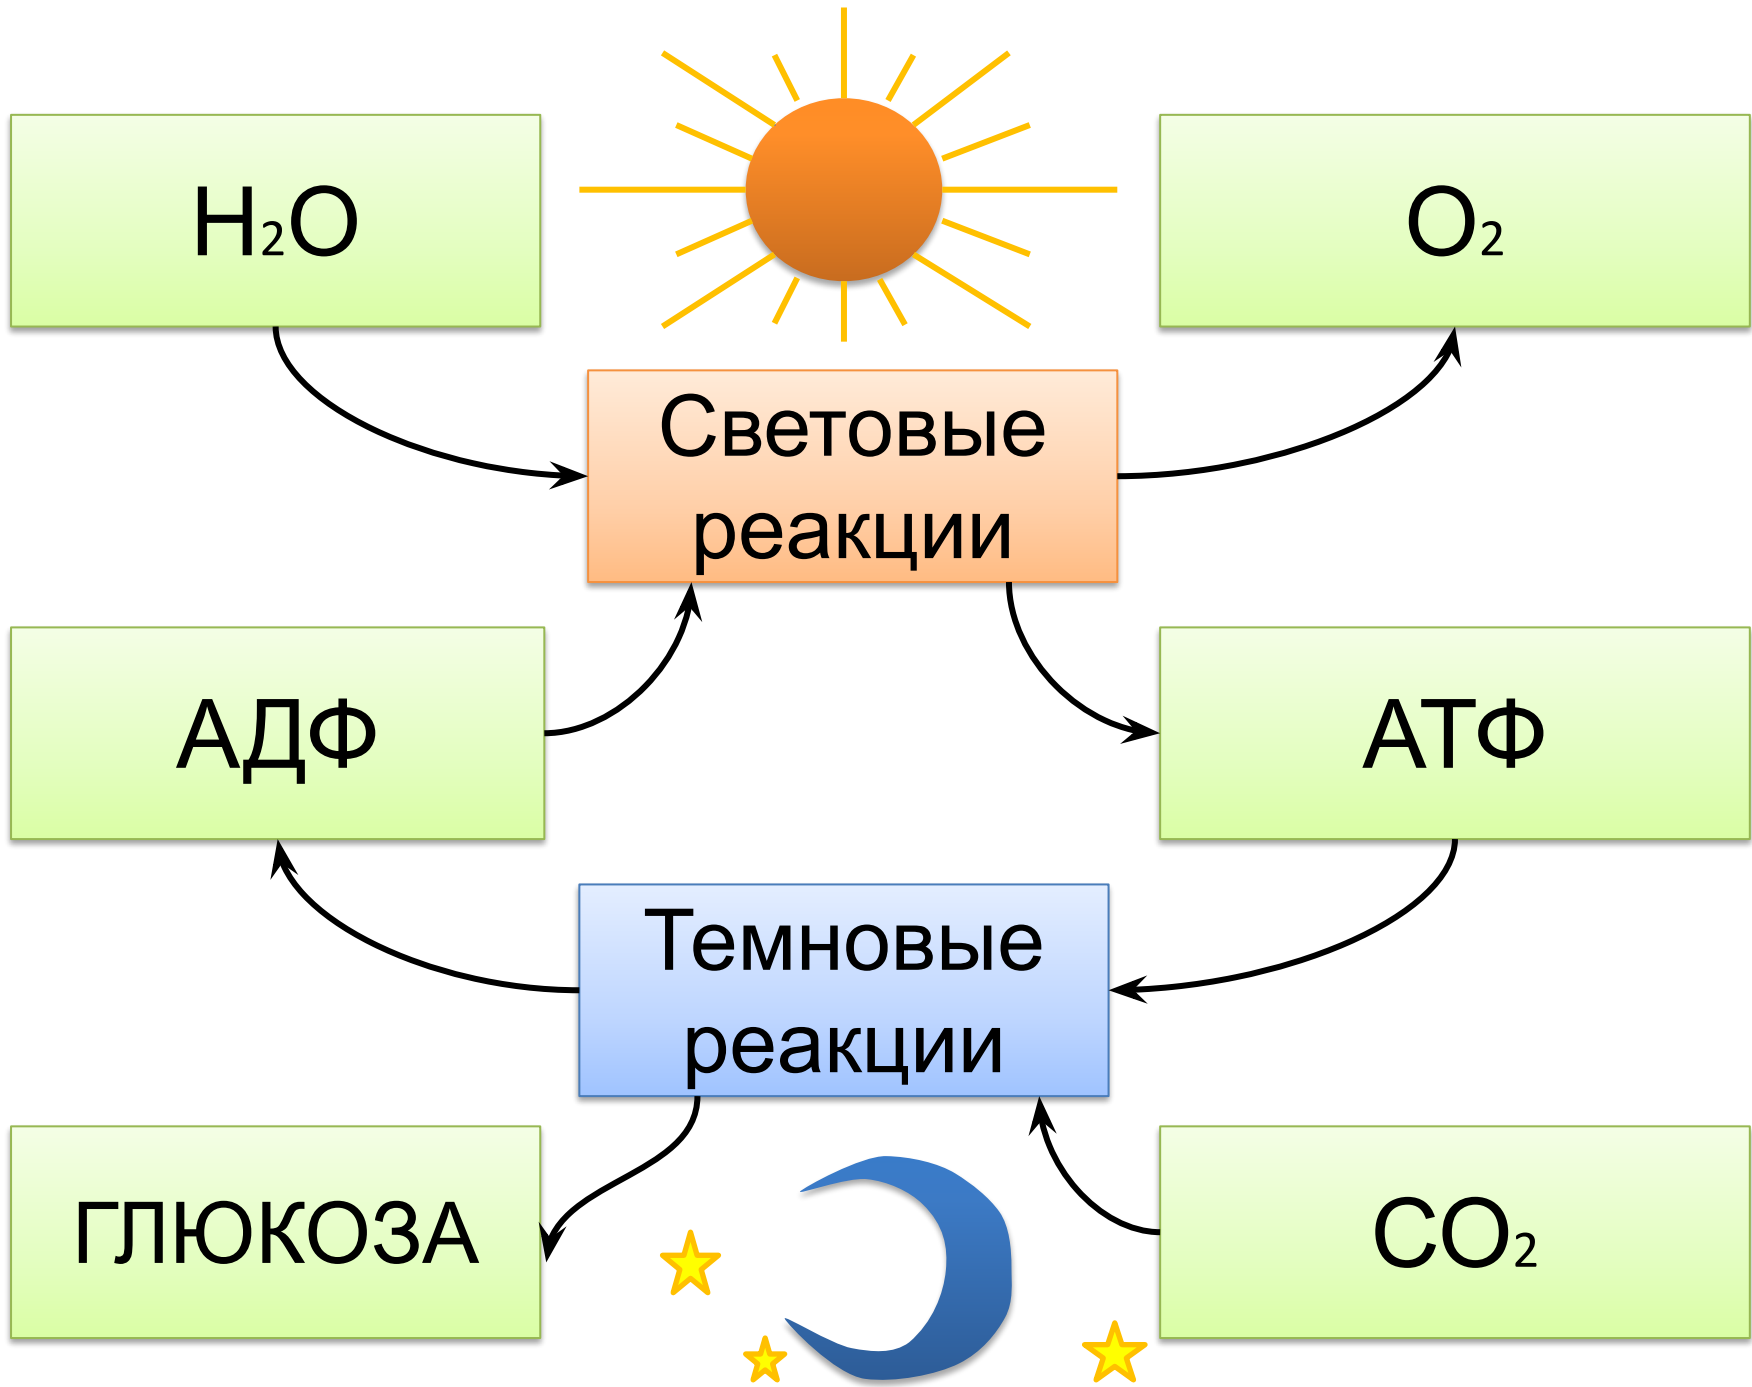 H₂O
O₂
Световые
реакции
АДФ
АТФ
Темновые
реакции
ГЛЮКОЗА
CO₂